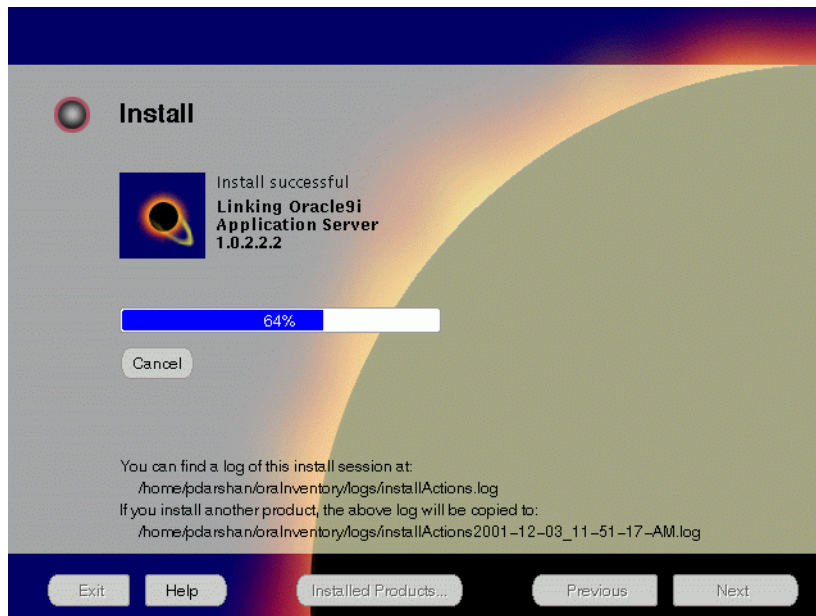 Install
Install successful
Linking Oracle9i
Application Server
1.0.2.2.2
64%
Cancel
You can find a log of this install session at:
/home/pdarshan/oraInventory/logs/installActions.log
If you install another product, the above log will be copied to:
/home/pdarshan/oraInventory/logs/installActions2001-12-03_11-51-17-AM.log
Exit
Help
Installed Products...
Previous
Next